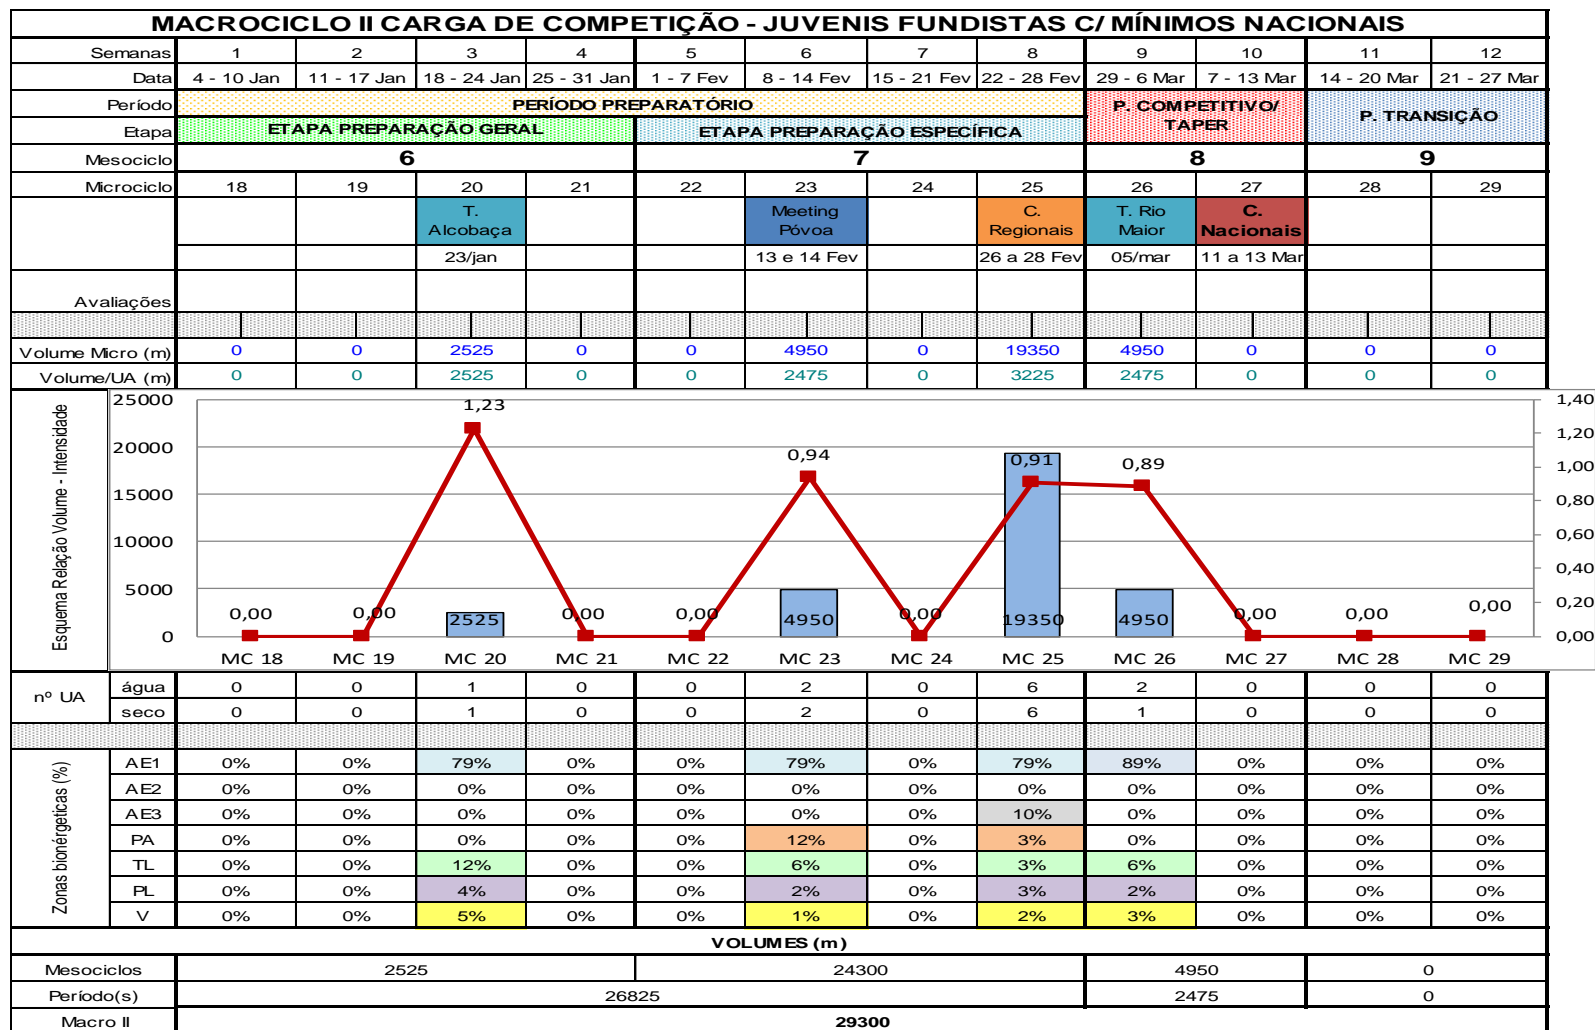 MACROCICLO II CARGA DE COMPETIÇÃO - JUVENIS FUNDISTAS C/ MÍNIMOS NACIONAIS
Semanas 1 2 3 4 5 6 7 8 9 10 11 12
Data 4 - 10 Jan 11 - 17 Jan 18 - 24 Jan 25 - 31 Jan 1 - 7 Fev 8 - 14 Fev 15 - 21 Fev 22 - 28 Fev 29 - 6 Mar 7 - 13 Mar 14 - 20 Mar 21 - 27 Mar
Período PERÍODO PREPARATÓRIO P. COMPETITIVO/ TAPER P. TRANSIÇÃO
Etapa ETAPA PREPARAÇÃO GERAL ETAPA PREPARAÇÃO ESPECÍFICA
Mesociclo 6 7 8 9
Microciclo 18 19 20 21 22 23 24 25 26 27 28 29
T. Alcobaça Meeting Póvoa C. Regionais T. Rio Maior C. Nacionais
23/jan 13 e 14 Fev 26 a 28 Fev 05/mar 11 a 13 Mar
Avaliações
Volume Micro (m) 0 0 2525 0 0 4950 0 19350 4950 0 0 0
Volume/UA (m) 0 0 2525 0 0 2475 0 3225 2475 0 0 0
Esquema Relação Volume - Intensidade
25000
20000
15000
10000
5000
0
1,40
1,20
1,00
0,80
0,60
0,40
0,20
0,00
0,00 0,00 1,23 0,00 0,00 0,94 0,00 0,91 0,89 0,00 0,00 0,00
2525 4950 19350 4950
MC 18 MC 19 MC 20 MC 21 MC 22 MC 23 MC 24 MC 25 MC 26 MC 27 MC 28 MC 29
nº UA
água 0 0 1 0 0 2 0 6 2 0 0 0
seco 0 0 1 0 0 2 0 6 1 0 0 0
Zonas bionérgeticas (%)
AE1 0% 0% 79% 0% 0% 79% 0% 79% 89% 0% 0% 0%
AE2 0% 0% 0% 0% 0% 0% 0% 0% 0% 0% 0% 0%
AE3 0% 0% 0% 0% 0% 0% 0% 10% 0% 0% 0% 0%
PA 0% 0% 0% 0% 0% 12% 0% 3% 0% 0% 0% 0%
TL 0% 0% 12% 0% 0% 6% 0% 3% 6% 0% 0% 0%
PL 0% 0% 4% 0% 0% 2% 0% 3% 2% 0% 0% 0%
V 0% 0% 5% 0% 0% 1% 0% 2% 3% 0% 0% 0%
VOLUMES (m)
Mesociclos 2525 24300 4950 0
Período(s) 26825 2475 0
Macro II 29300